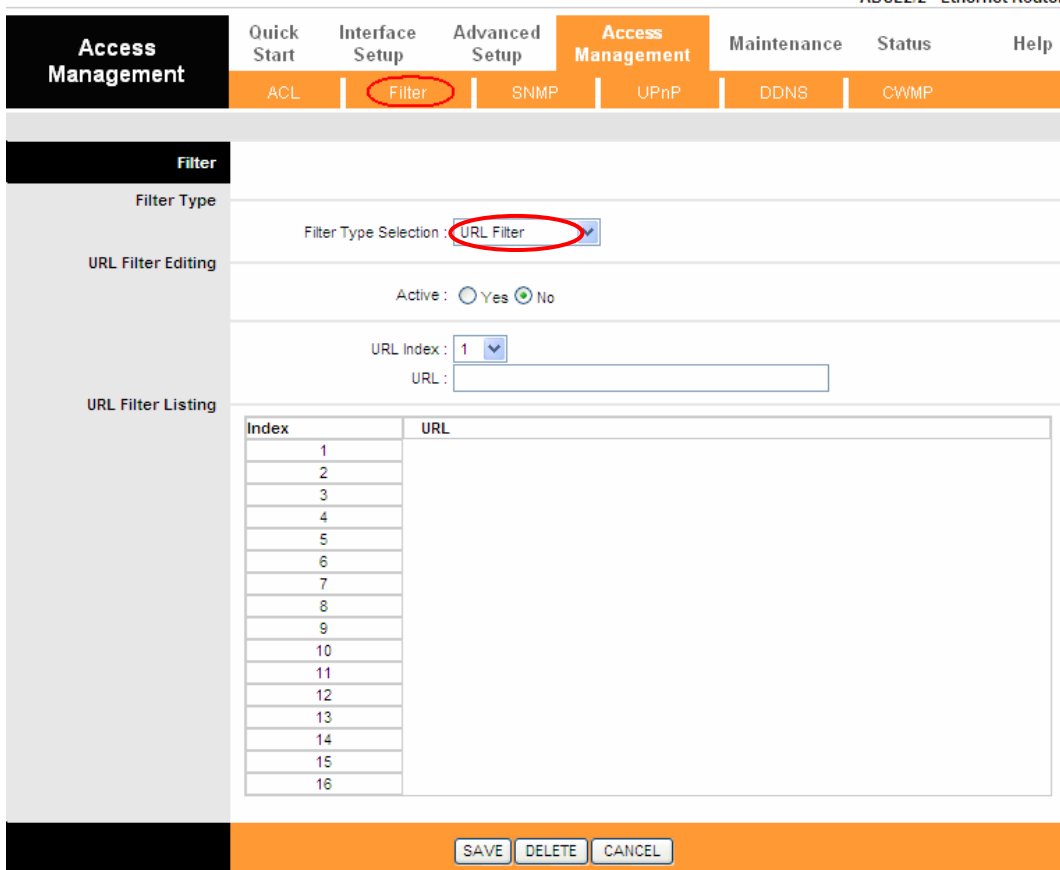 Access Management
Quick Start
Interface Setup
Advanced Setup
Access Management
Maintenance
Status
Help
ACL
Filter
SNMP
UPnP
DDNS
CWMP
Filter
Filter Type
Filter Type Selection : URL Filter
URL Filter Editing
Active : Yes No
URL Index : 1
URL :
URL Filter Listing
Index URL
1
2
3
4
5
6
7
8
9
10
11
12
13
14
15
16
SAVE DELETE CANCEL